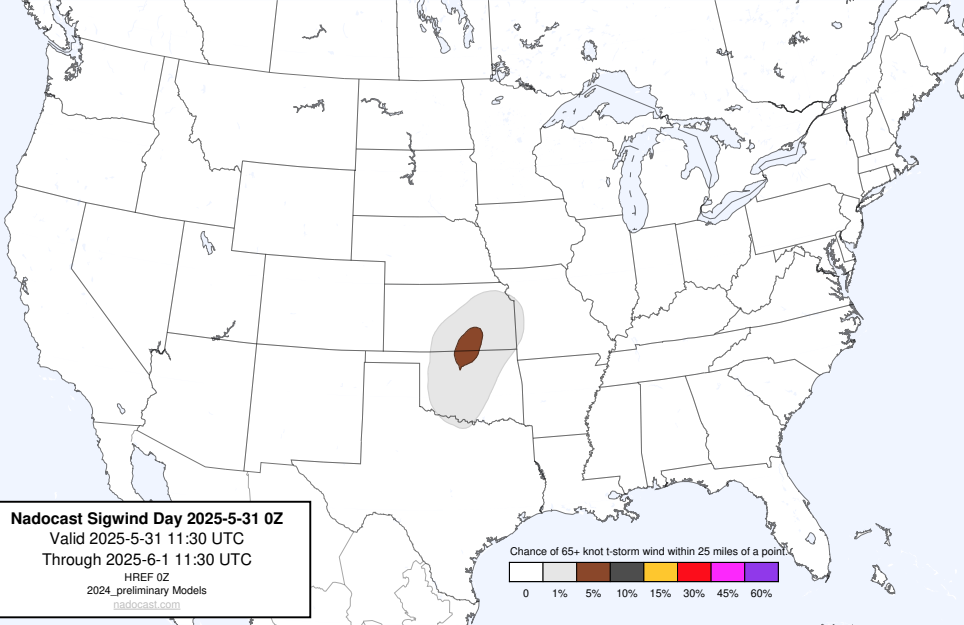 Nadocast Sigwind Day 2025-5-31 0Z
Valid 2025-5-31 11:30 UTC
Through 2025-6-1 11:30 UTC
HREF 0Z
2024_preliminary Models
nadocast.com
Chance of 65+ knot t-storm wind within 25 miles of a point.
0 1% 5% 10% 15% 30% 45% 60%